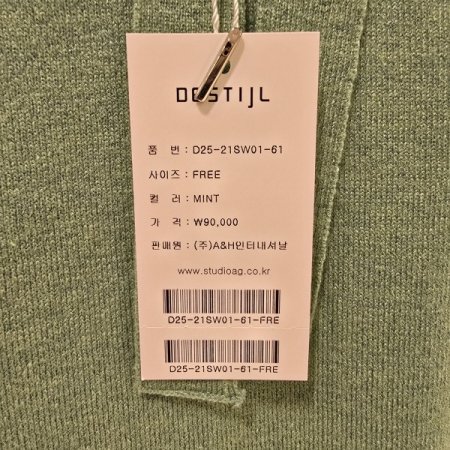 DESTIJL
품 번 : D25-21SW01-61
사이즈 : FREE
컬 러 : MINT
가 격 : ₩90,000
판매원 : (주)A&H인터내셔날
www.studioag.co.kr
D25-21SW01-61-FRE
D25-21SW01-61-FRE